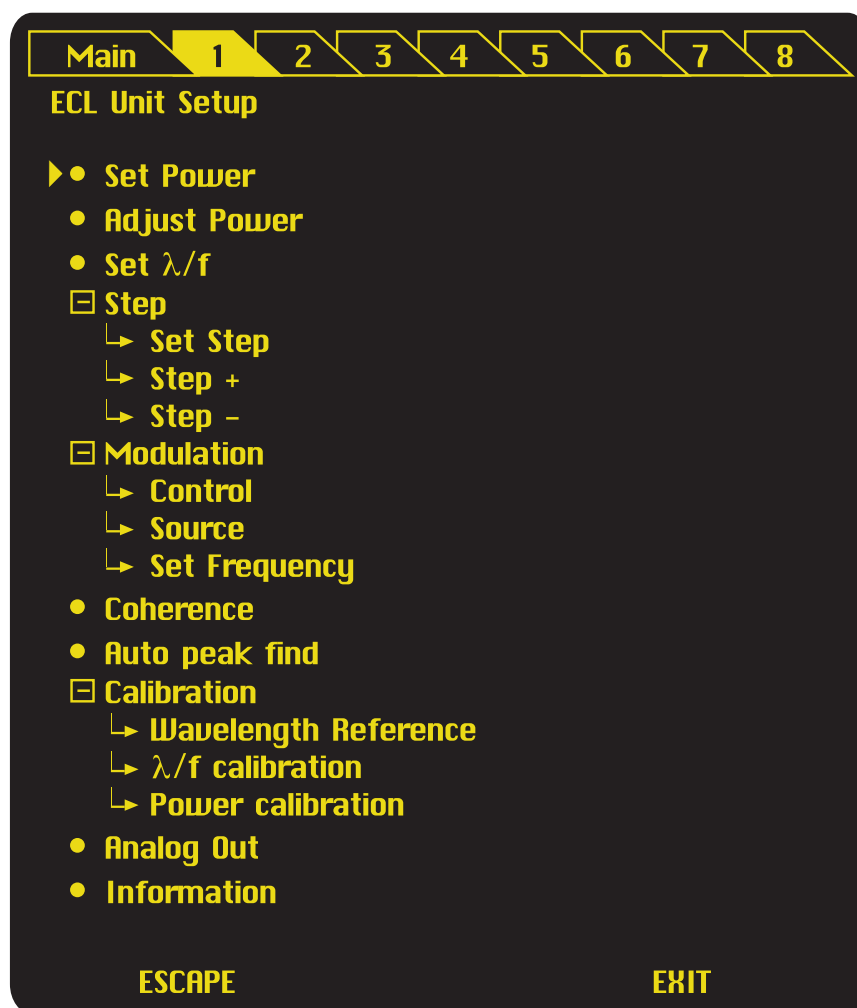 Main 1 2 3 4 5 6 7 8
ECL Unit Setup
Set Power
Adjust Power
Set λ/f
Step
Set Step
Step +
Step -
Modulation
Control
Source
Set Frequency
Coherence
Auto peak find
Calibration
Wavelength Reference
λ/f calibration
Power calibration
Analog Out
Information
ESCAPE EXIT